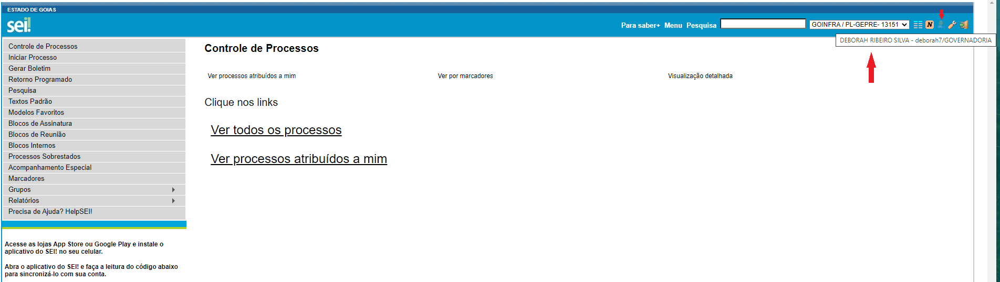 ESTADO DE GOIAS
sei!
Para saber+ Menu Pesquisa GOINFRA / PL-GEPRE- 13151 N
DEBORAH RIBEIRO SILVA - deborah7/GOVERNADORIA
Controle de Processos
Iniciar Processo
Gerar Boletim
Retorno Programado
Pesquisa
Textos Padrão
Modelos Favoritos
Blocos de Assinatura
Blocos de Reunião
Blocos Internos
Processos Sobrestados
Acompanhamento Especial
Marcadores
Grupos
Relatórios
Precisa de Ajuda? HelpSEI!
Acesse as lojas App Store ou Google Play e instale o
aplicativo do SEI! no seu celular.
Abra o aplicativo do SEI! e faça a leitura do código abaixo
para sincronizá-lo com sua conta.
Controle de Processos
Ver processos atribuídos a mim Ver por marcadores Visualização detalhada
Clique nos links
Ver todos os processos
Ver processos atribuídos a mim